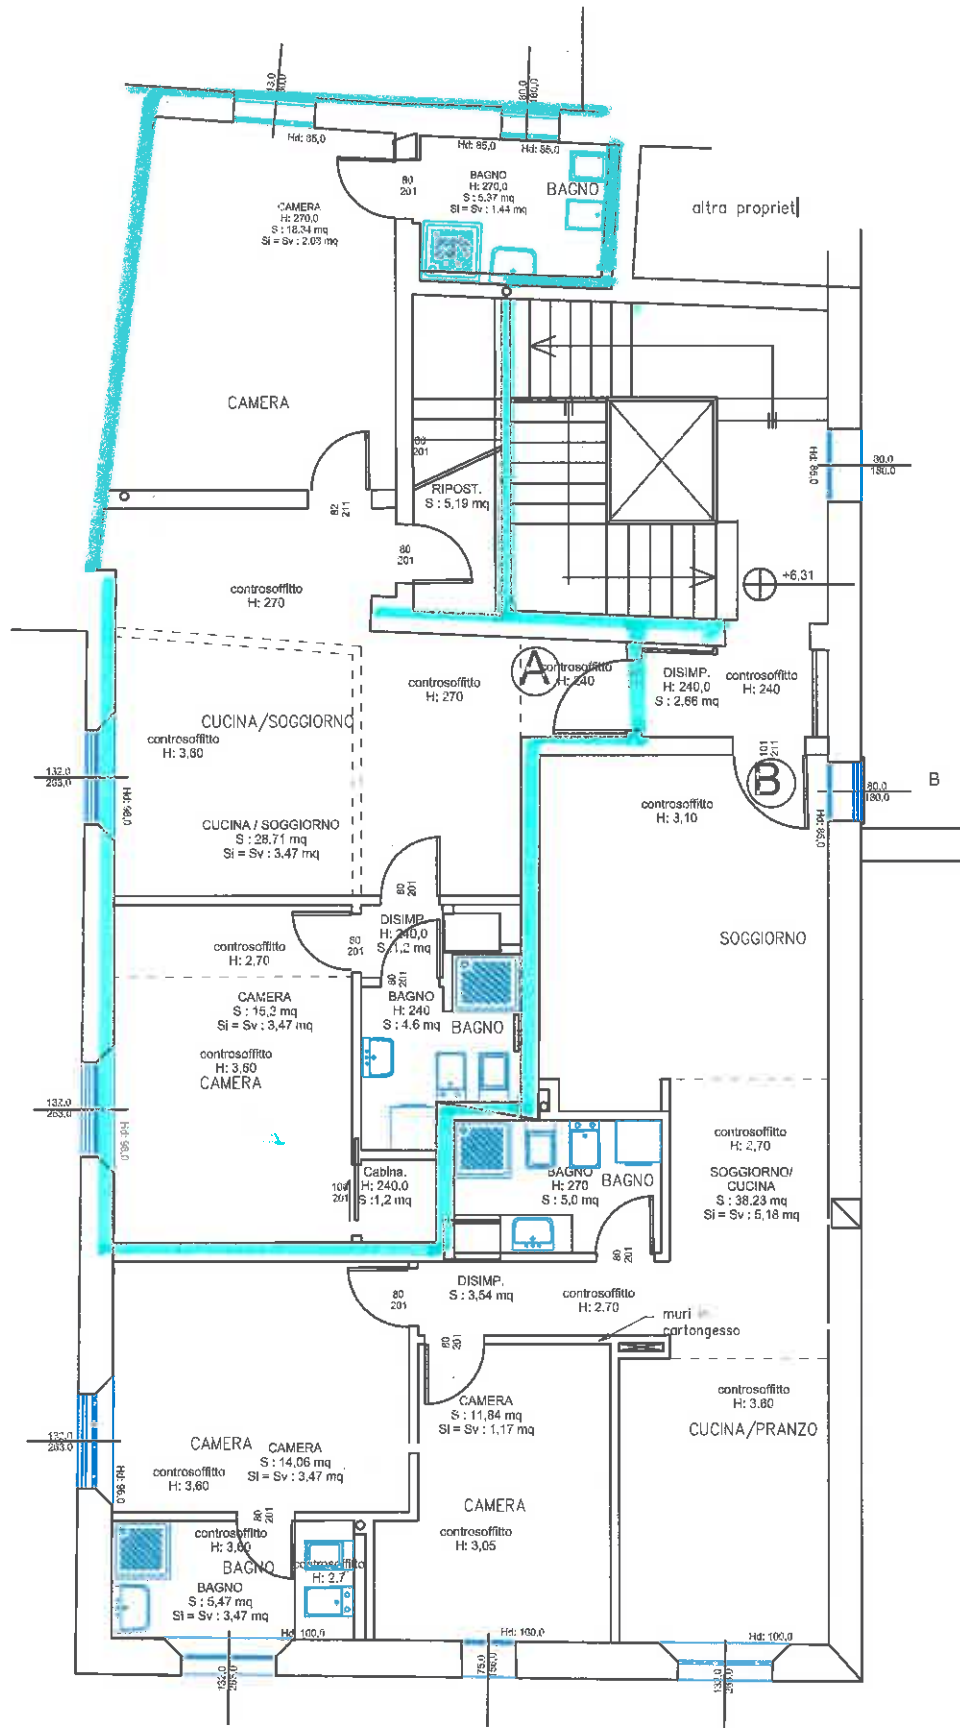 80,0
180,0
Hd: 85,0
Hd: 85,0
Hd: 85,0
80
201
BAGNO
H: 270,0
S : 5,37 mq
Si = Sv : 1.44 mq
BAGNO
CAMERA
H: 270,0
S : 18.34 mq
Si = Sv : 2.03 mq
altra propriet
CAMERA
80
201
RIPOST.
S : 5,19 mq
82
211
80
201
Hd: 85,0
80.0
180.0
+6,31
controsoffitto
H: 270
controsoffitto
H: 270
A
controsoffitto
H: 240
DISIMP.
H: 240,0
S : 2,66 mq
controsoffitto
H: 240
CUCINA/SOGGIORNO
controsoffitto
H: 3,60
132.0
263.0
Hd: 96,0
101
211
B
80.0
180.0
B
Hd: 85,0
controsoffitto
H: 3,10
CUCINA / SOGGIORNO
S : 28,71 mq
Si = Sv : 3.47 mq
80
201
DISIMP.
H: 240,0
S : 1,2 mq
controsoffitto
H: 2,70
80
201
80
201
SOGGIORNO
CAMERA
S : 15,2 mq
Si = Sv : 3,47 mq
BAGNO
H: 240
S : 4.6 mq
BAGNO
controsoffitto
H: 3,60
CAMERA
132.0
263.0
Hd: 96,0
Cabina.
H: 240.0
S : 1,2 mq
100
201
BAGNO
H: 270
S : 5,0 mq
BAGNO
controsoffitto
H: 2,70
SOGGIORNO/
CUCINA
S : 38.23 mq
Si = Sv : 5,18 mq
80
201
DISIMP.
S : 3,54 mq
controsoffitto
H: 2.70
80
201
muri
cartongesso
80
201
controsoffitto
H: 3.60
CUCINA/PRANZO
CAMERA
S : 11,84 mq
Si = Sv : 1,17 mq
132.0
263.0
Hd: 96,0
CAMERA
CAMERA
S : 14,06 mq
Si = Sv : 3,47 mq
controsoffitto
H: 3,60
80
201
CAMERA
controsoffitto
H: 3,05
controsoffitto
H: 3,60
BAGNO
controsoffitto
H: 2.7
BAGNO
S : 5,47 mq
Si = Sv : 3,47 mq
Hd: 100,0
Hd: 100.0
Hd: 100,0
132.0
263.0
75.0
156.0
132.0
263.0